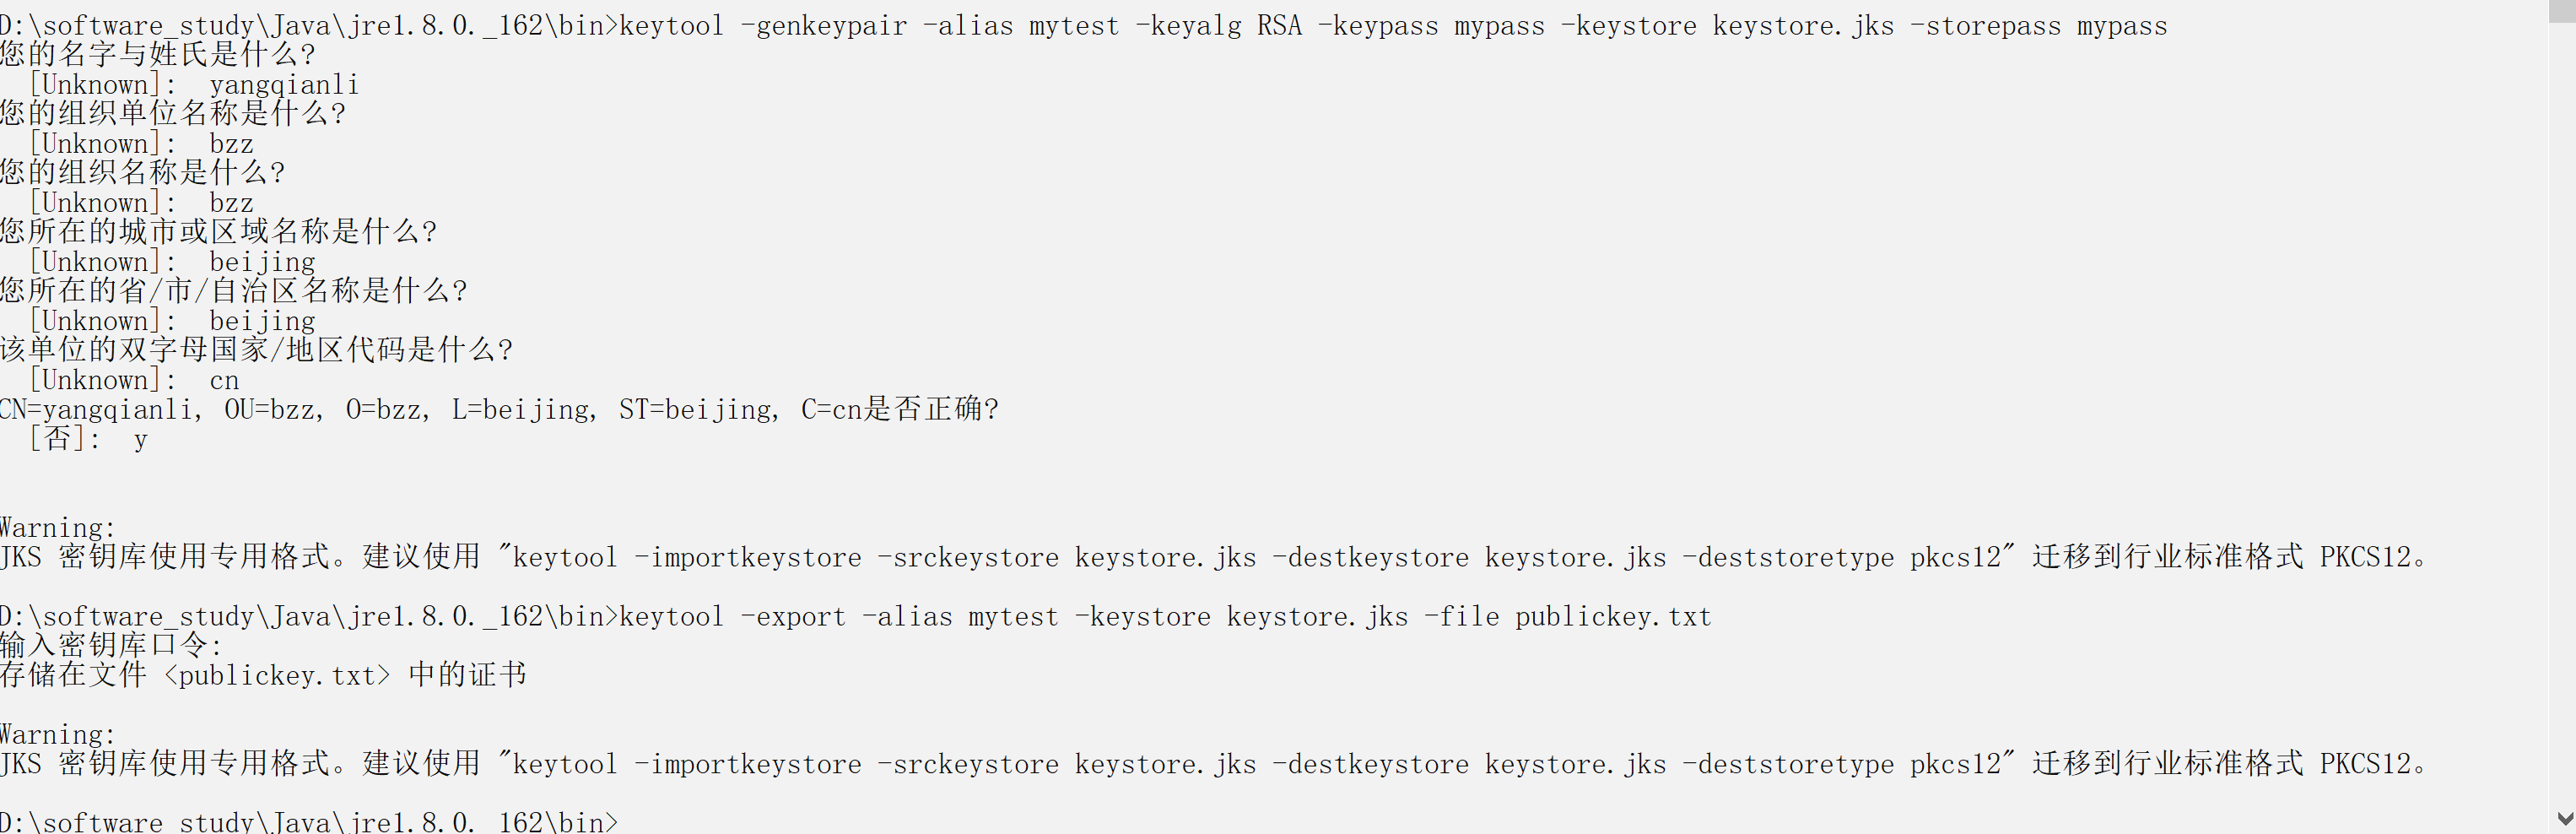 D:\software_study\Java\jre1.8.0._162\bin>keytool -genkeypair -alias mytest -keyalg RSA -keypass mypass -keystore keystore.jks -storepass mypass
您的名字与姓氏是什么?
[Unknown]:  yangqianli
您的组织单位名称是什么?
[Unknown]:  bzz
您的组织名称是什么?
[Unknown]:  bzz
您所在的城市或区域名称是什么?
[Unknown]:  beijing
您所在的省/市/自治区名称是什么?
[Unknown]:  beijing
该单位的双字母国家/地区代码是什么?
[Unknown]:  cn
CN=yangqianli, OU=bzz, O=bzz, L=beijing, ST=beijing, C=cn是否正确?
[否]:  y
Warning:
JKS 密钥库使用专用格式。建议使用 "keytool -importkeystore -srckeystore keystore.jks -destkeystore keystore.jks -deststoretype pkcs12" 迁移到行业标准格式 PKCS12。
D:\software_study\Java\jre1.8.0._162\bin>keytool -export -alias mytest -keystore keystore.jks -file publickey.txt
输入密钥库口令:
存储在文件 <publickey.txt> 中的证书
Warning:
JKS 密钥库使用专用格式。建议使用 "keytool -importkeystore -srckeystore keystore.jks -destkeystore keystore.jks -deststoretype pkcs12" 迁移到行业标准格式 PKCS12。
D:\software_study\Java\jre1.8.0._162\bin>